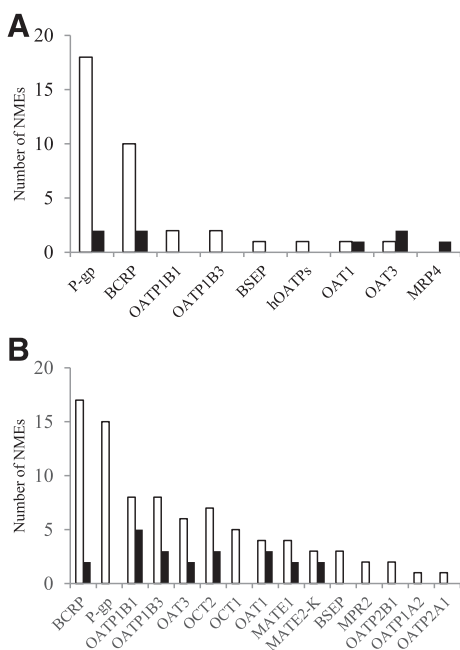 A
20
15
10
5
0
Number of NMEs
P-gp
BCRP
OATP1B1
OATP1B3
BSEP
hOATPs
OAT1
OAT3
MRP4
B
20
15
10
5
0
Number of NMEs
BCRP
P-gp
OATP1B1
OATP1B3
OAT3
OCT2
OCT1
OAT1
MATE1
MATE2-K
BSEP
MPR2
OATP2B1
OATP1A2
OATP2A1